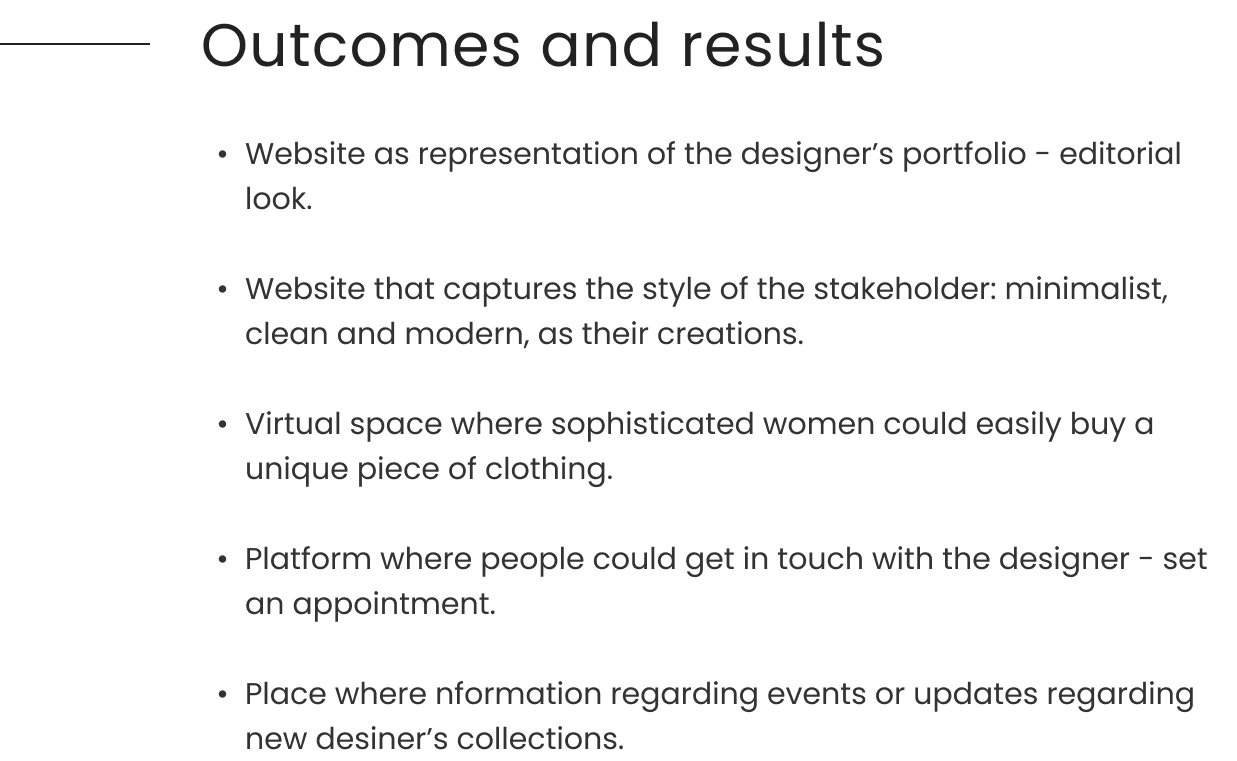 Outcomes and results
• Website as representation of the designer’s portfolio - editorial
look.
• Website that captures the style of the stakeholder: minimalist,
clean and modern, as their creations.
• Virtual space where sophisticated women could easily buy a
unique piece of clothing.
• Platform where people could get in touch with the designer - set
an appointment.
• Place where nformation regarding events or updates regarding
new desiner’s collections.